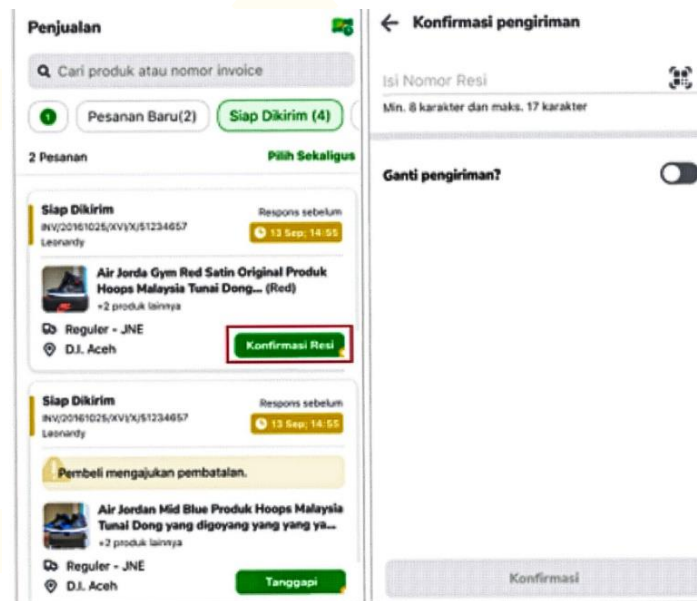 Penjualan
Cari produk atau nomor invoice
Pesanan Baru(2)
Siap Dikirim (4)
2 Pesanan
Pilih Sekaligus
Siap Dikirim
Respons sebelum
INV/20161025/XVI/X/51234657
13 Sep; 14:55
Leonardy
Air Jorda Gym Red Satin Original Produk
Hoops Malaysia Tunai Dong... (Red)
+2 produk lainnya
Reguler - JNE
D.I. Aceh
Konfirmasi Resi
Siap Dikirim
Respons sebelum
INV/20161025/XVI/X/51234657
13 Sep; 14:55
Leonardy
Pembeli mengajukan pembatalan.
Air Jordan Mid Blue Produk Hoops Malaysia
Tunai Dong yang digoyang yang yang ya...
+2 produk lainnya
Reguler - JNE
D.I. Aceh
Tanggapi
Konfirmasi pengiriman
Isi Nomor Resi
Min. 8 karakter dan maks. 17 karakter
Ganti pengiriman?
Konfirmasi